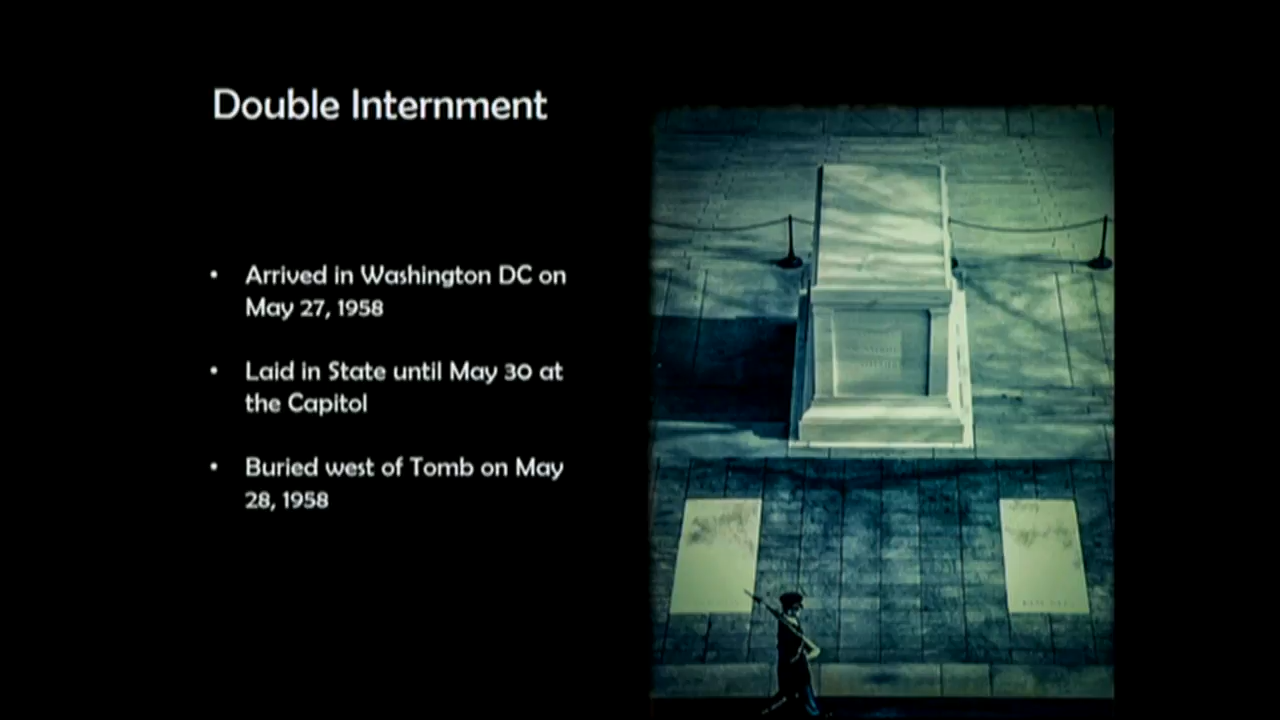 Double Internment
• Arrived in Washington DC on
May 27, 1958
• Laid in State until May 30 at
the Capitol
• Buried west of Tomb on May
28, 1958